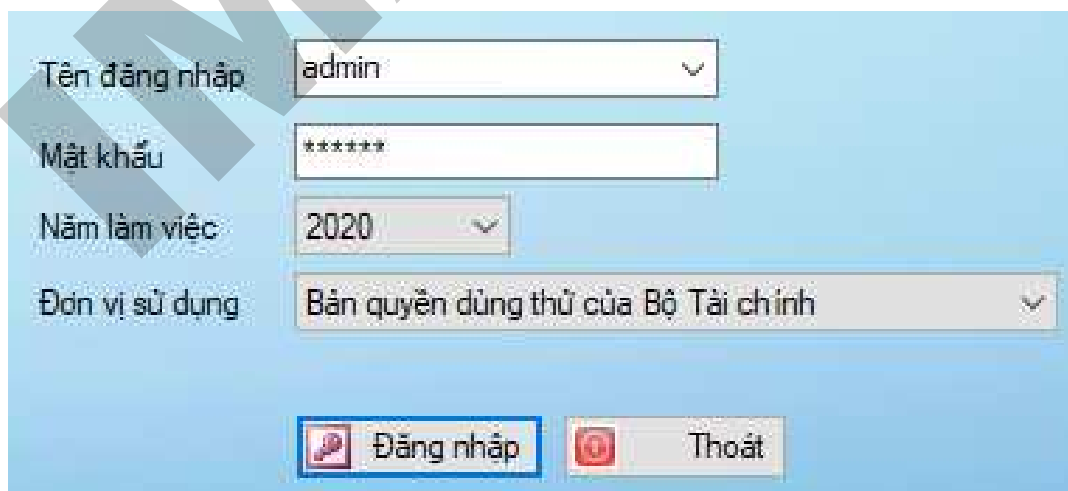 Tên đăng nhập admin
Mật khẩu ******
Năm làm việc 2020
Đơn vị sử dụng Bản quyền dùng thử của Bộ Tài chính
Đăng nhập Thoát